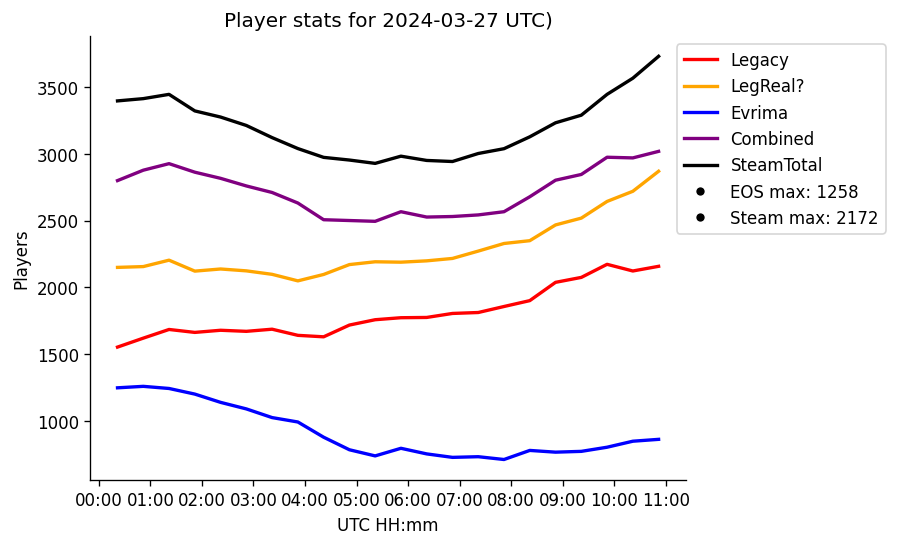 Player stats for 2024-03-27 UTC)
Legacy
LegReal?
Evrima
Combined
SteamTotal
EOS max: 1258
Steam max: 2172
Players
3500
3000
2500
2000
1500
1000
00:00 01:00 02:00 03:00 04:00 05:00 06:00 07:00 08:00 09:00 10:00 11:00
UTC HH:mm